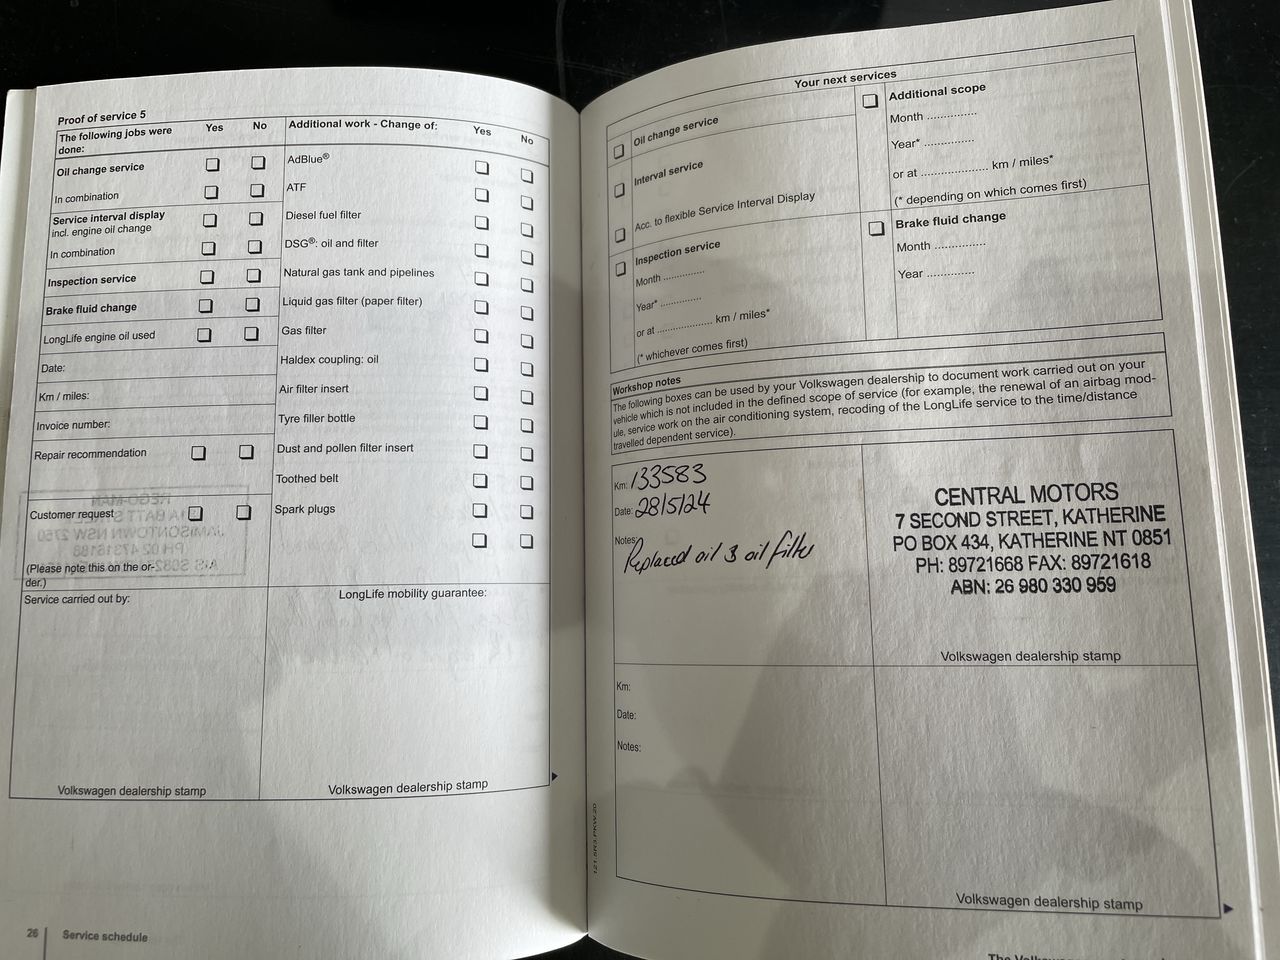 Proof of service 5
The following jobs were done:
Yes
No
Oil change service
In combination
Service interval display
incl. engine oil change
In combination
Inspection service
Brake fluid change
LongLife engine oil used
Date:
Km / miles:
Invoice number:
Repair recommendation
Customer request
(Please note this on the or-
der.)
Service carried out by:
Volkswagen dealership stamp
Additional work - Change of:
Yes
No
AdBlue®
ATF
Diesel fuel filter
DSG®: oil and filter
Natural gas tank and pipelines
Liquid gas filter (paper filter)
Gas filter
Haldex coupling: oil
Air filter insert
Tyre filler bottle
Dust and pollen filter insert
Toothed belt
Spark plugs
LongLife mobility guarantee:
Volkswagen dealership stamp
26
Service schedule
Your next services
Oil change service
Interval service
Acc. to flexible Service Interval Display
Inspection service
Month ..............
Year* ..............
or at ................... km / miles*
(* whichever comes first)
Additional scope
Month ..............
Year* ..............
or at ................... km / miles*
(* depending on which comes first)
Brake fluid change
Month ..............
Year .............
Workshop notes
The following boxes can be used by your Volkswagen dealership to document work carried out on your
vehicle which is not included in the defined scope of service (for example, the renewal of an airbag mod-
ule, service work on the air conditioning system, recoding of the LongLife service to the time/distance
travelled dependent service).
Km: 133583
Date: 28/5/24
Notes:
Replaced oil & oil filter
CENTRAL MOTORS
7 SECOND STREET, KATHERINE
PO BOX 434, KATHERINE NT 0851
PH: 89721668 FAX: 89721618
ABN: 26 980 330 959
Volkswagen dealership stamp
Km:
Date:
Notes:
Volkswagen dealership stamp